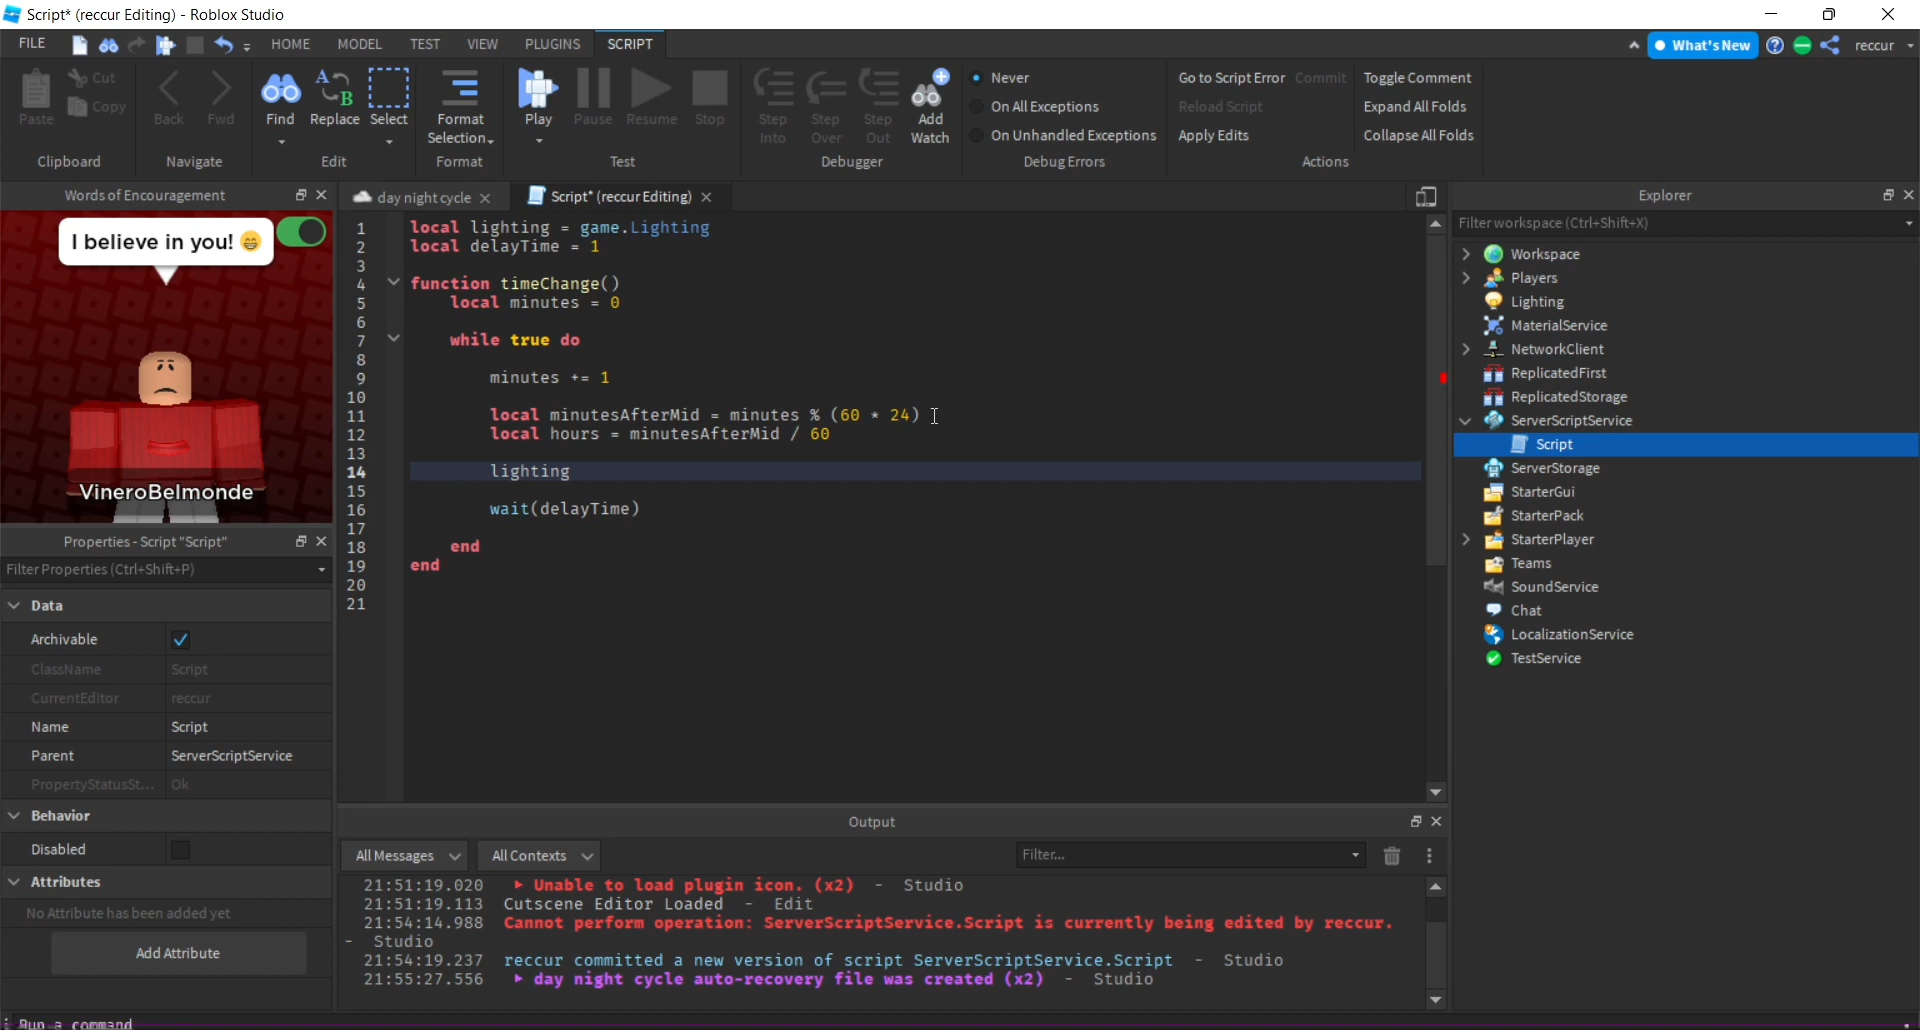 Script* (reccur Editing) - Roblox Studio
FILE HOME MODEL TEST VIEW PLUGINS SCRIPT What's New reccur
Paste Cut Copy Back Fwd Find Replace Select Format Selection Play Pause Resume Stop Step Into Step Over Step Out Add Watch
Never
On All Exceptions
On Unhandled Exceptions
Go to Script Error Commit
Reload Script
Apply Edits
Toggle Comment
Expand All Folds
Collapse All Folds
Clipboard Navigate Edit Format Test Debugger Debug Errors Actions
Words of Encouragement
I believe in you! 😁
VineroBelmonde
Properties - Script "Script"
Filter Properties (Ctrl+Shift+P)
Data
Archivable
ClassName Script
CurrentEditor reccur
Name Script
Parent ServerScriptService
PropertyStatusSt... Ok
Behavior
Disabled
Attributes
No Attribute has been added yet
Add Attribute
Run a command
day night cycle Script* (reccur Editing)
1 local lighting = game.Lighting
2 local delayTime = 1
3
4 function timeChange()
5 local minutes = 0
6
7 while true do
8
9 minutes += 1
10
11 local minutesAfterMid = minutes % (60 * 24)
12 local hours = minutesAfterMid / 60
13
14 lighting
15
16 wait(delayTime)
17
18 end
19 end
20
21
Output
All Messages All Contexts Filter...
21:51:19.020 Unable to load plugin icon. (x2) - Studio
21:51:19.113 Cutscene Editor Loaded - Edit
21:54:14.988 Cannot perform operation: ServerScriptService.Script is currently being edited by reccur.
- Studio
21:54:19.237 reccur committed a new version of script ServerScriptService.Script - Studio
21:55:27.556 day night cycle auto-recovery file was created (x2) - Studio
Explorer
Filter workspace (Ctrl+Shift+X)
Workspace
Players
Lighting
MaterialService
NetworkClient
ReplicatedFirst
ReplicatedStorage
ServerScriptService
Script
ServerStorage
StarterGui
StarterPack
StarterPlayer
Teams
SoundService
Chat
LocalizationService
TestService